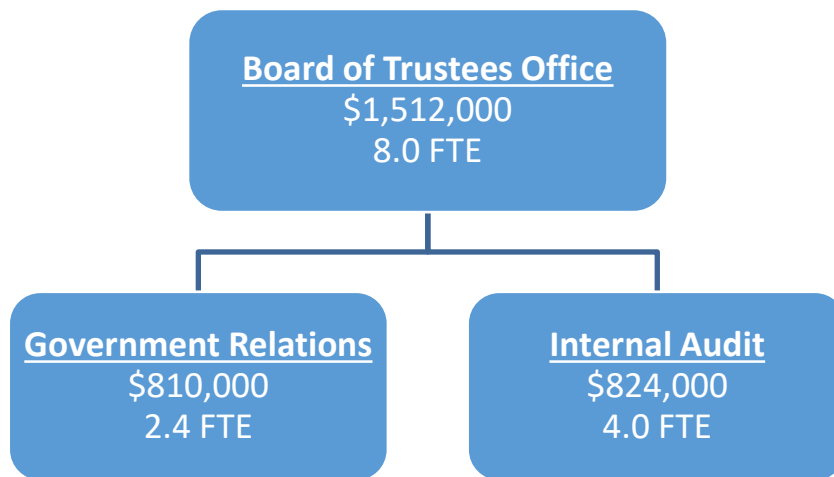 Board of Trustees Office
$1,512,000
8.0 FTE
Government Relations
$810,000
2.4 FTE
Internal Audit
$824,000
4.0 FTE